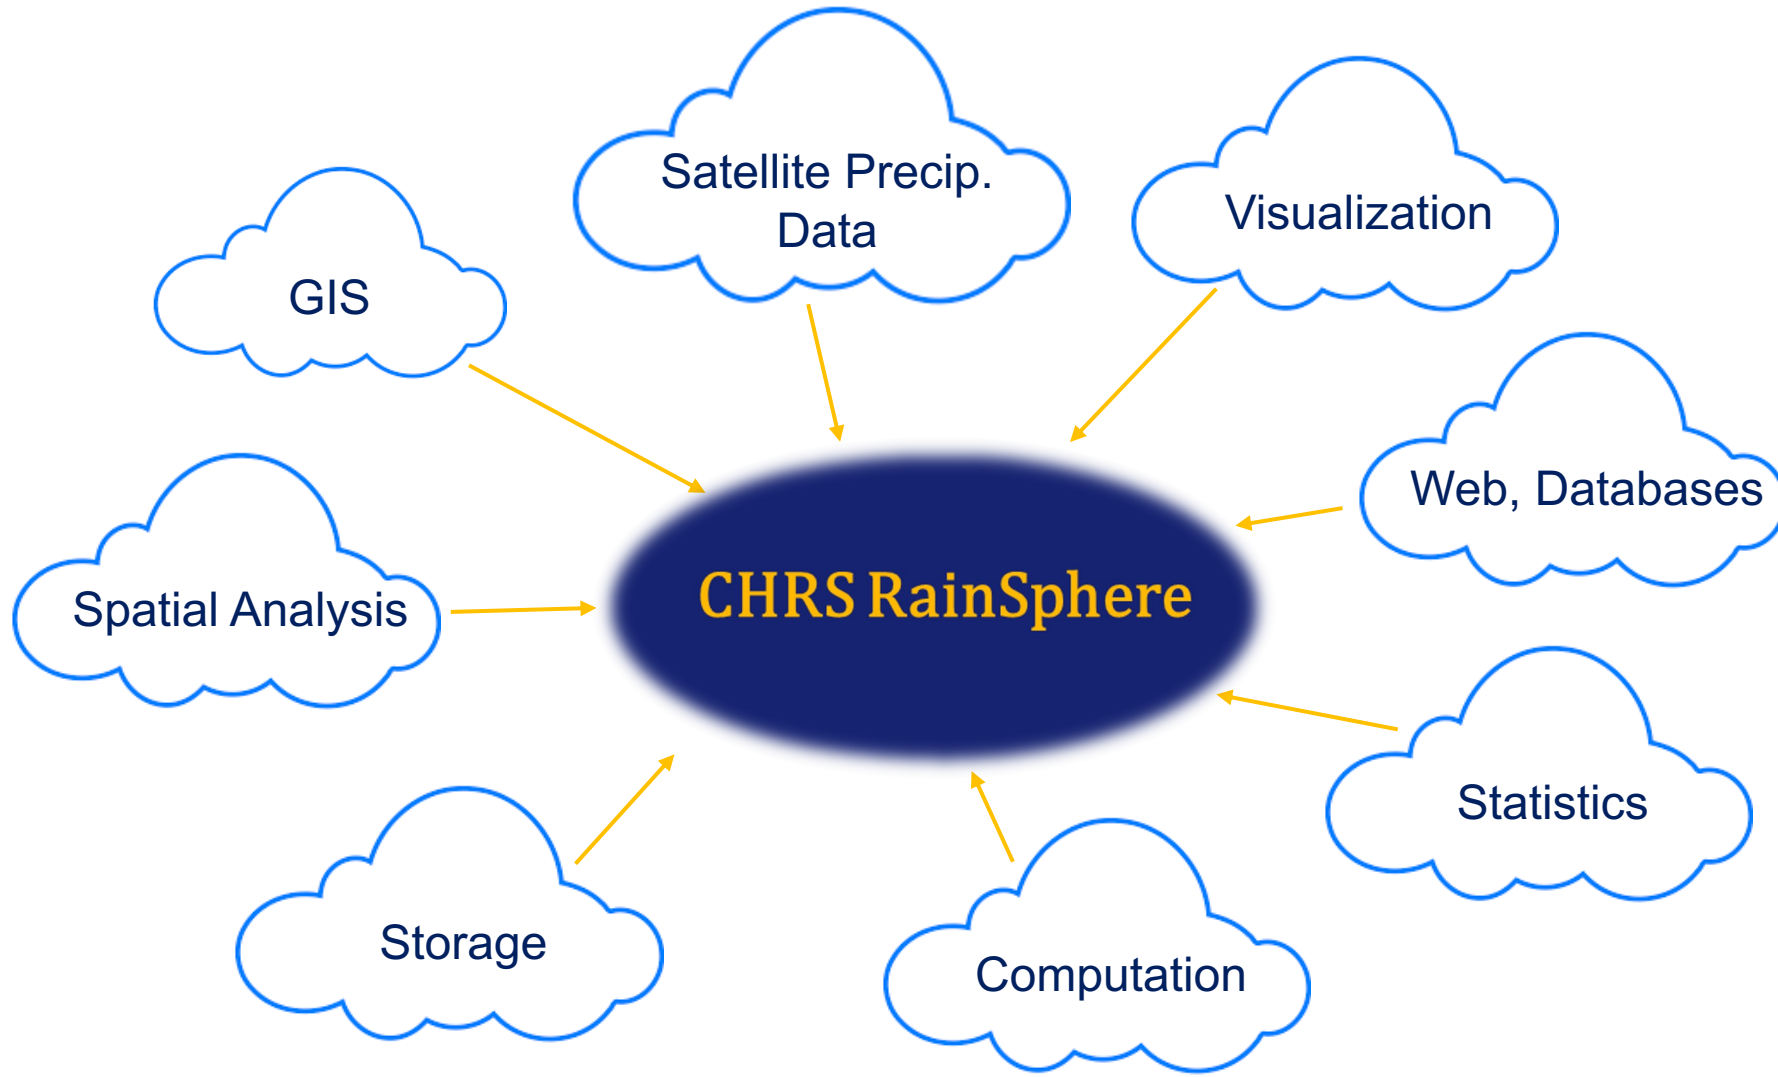 Satellite Precip.
Data
Visualization
GIS
Web, Databases
CHRS RainSphere
Spatial Analysis
Statistics
Storage
Computation